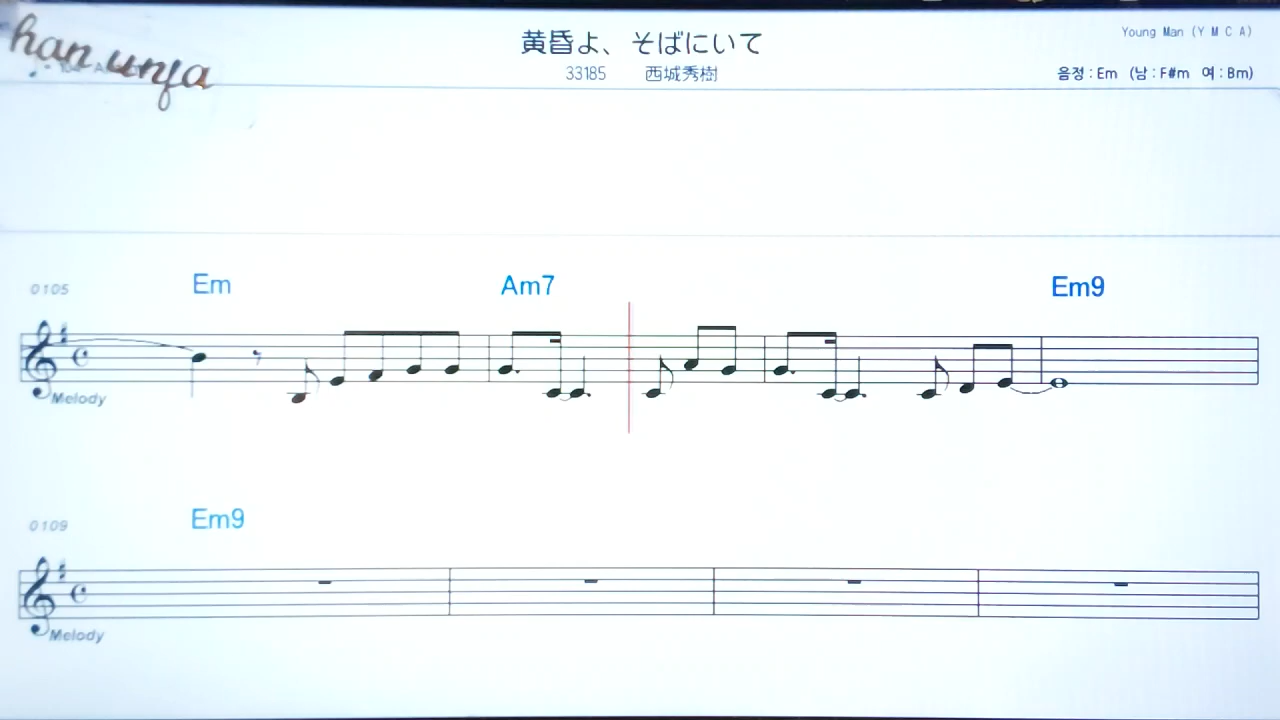 han unja
黄昏よ、そばにいて
Young Man (Y M C A)
33185 西城秀樹
음정 : Em (남 : F#m 여 : Bm)
Em Am7 Em9
0105
Melody
Em9
0109
Melody